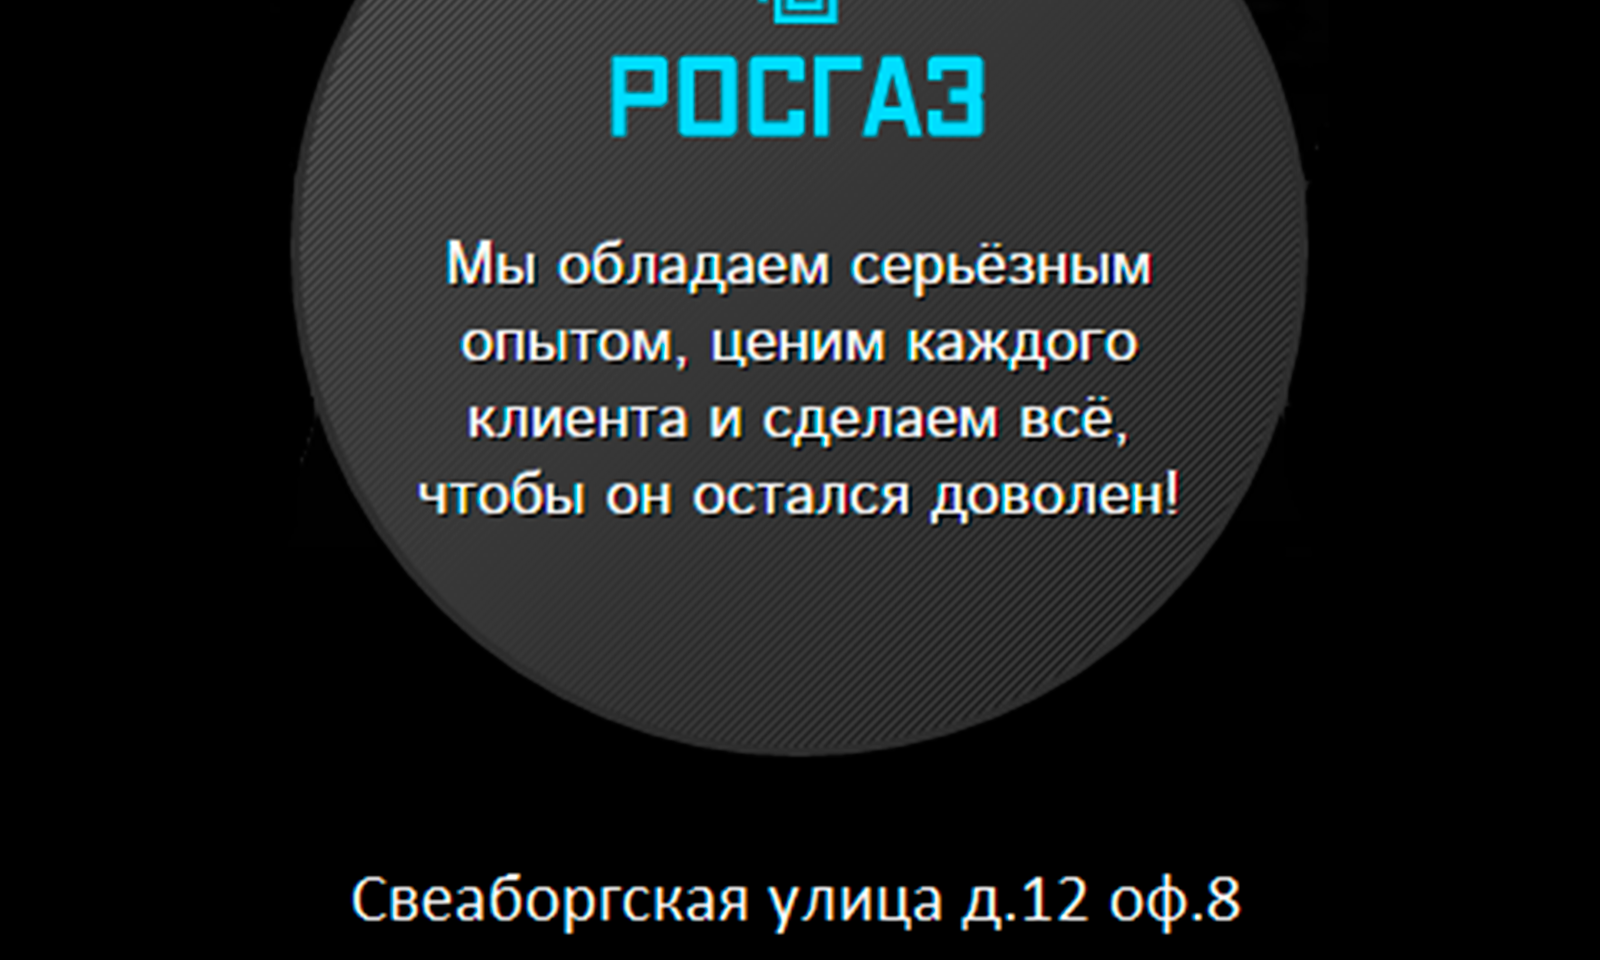 РОСГАЗ
Мы обладаем серьёзным
опытом, ценим каждого
клиента и сделаем всё,
чтобы он остался доволен!
Свеаборгская улица д.12 оф.8